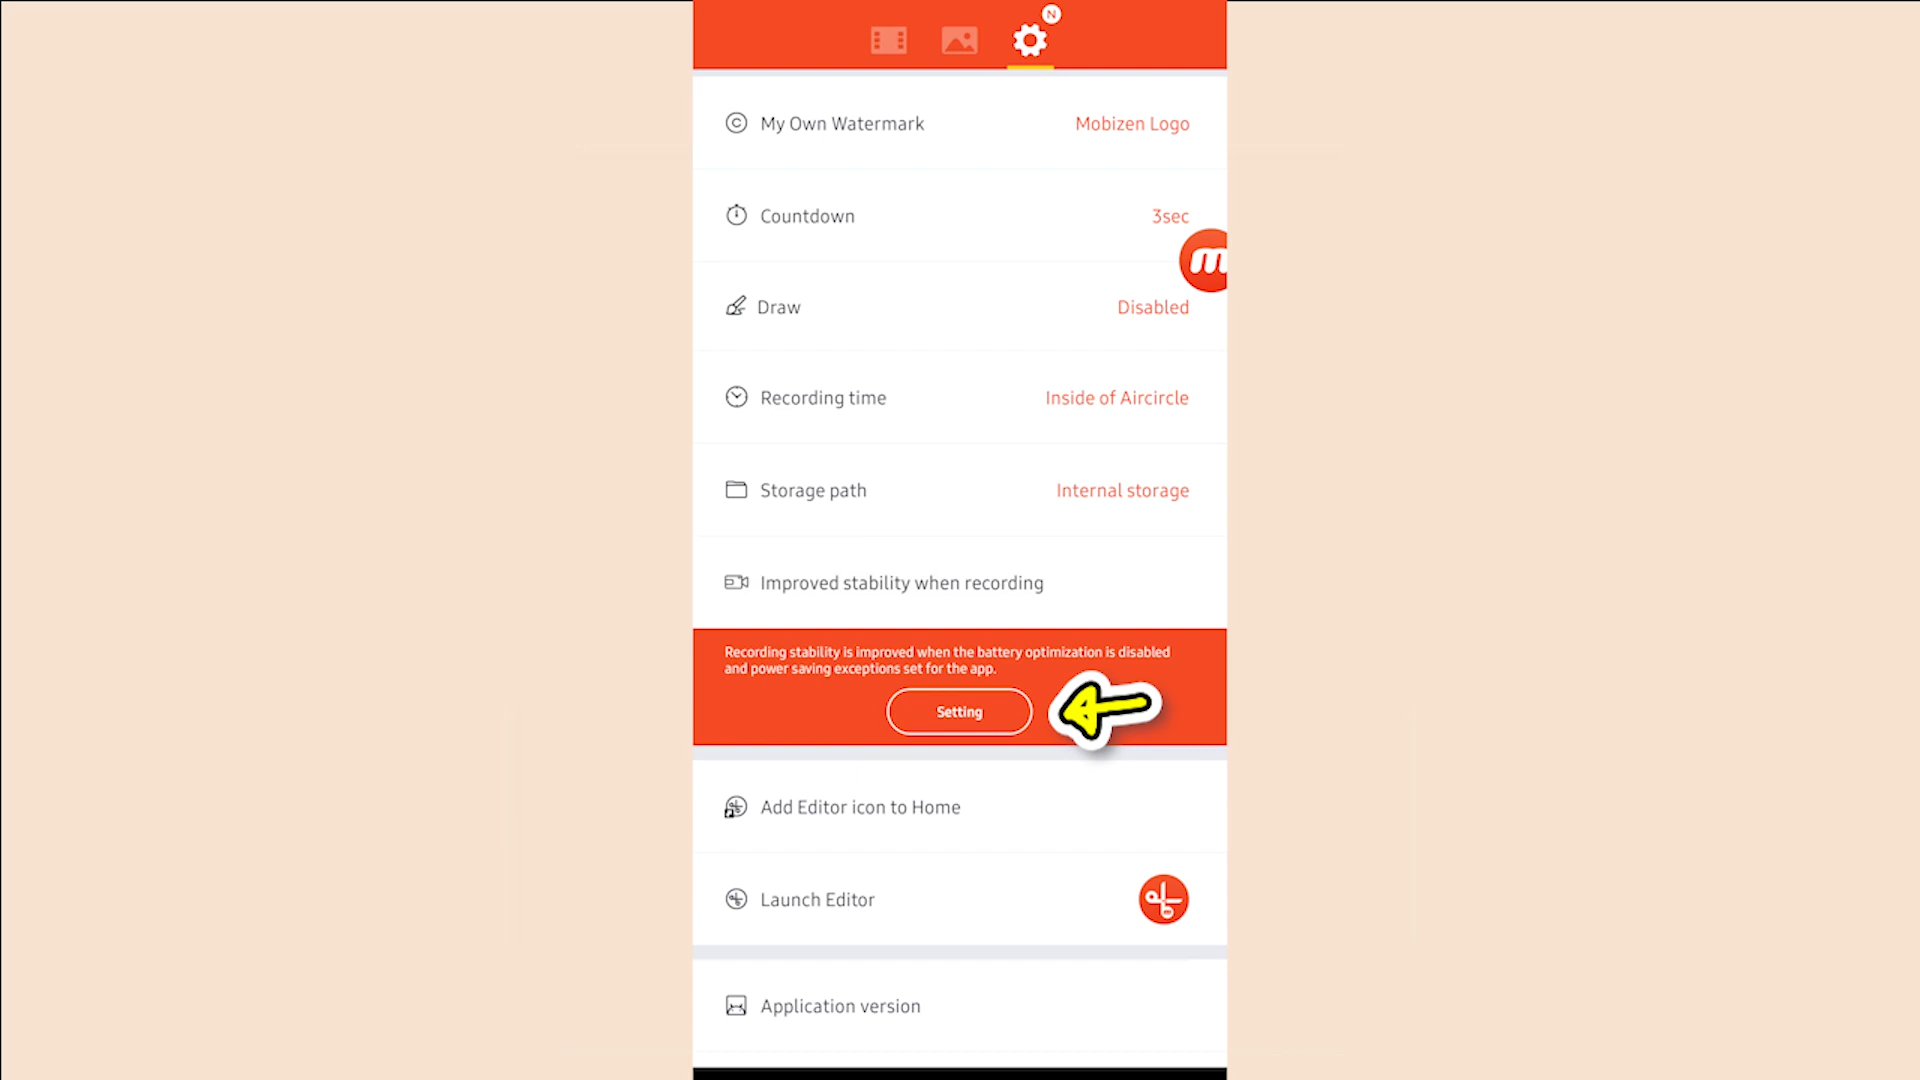 N
My Own Watermark Mobizen Logo
Countdown 3sec
m
Draw Disabled
Recording time Inside of Aircircle
Storage path Internal storage
Improved stability when recording
Recording stability is improved when the battery optimization is disabled
and power saving exceptions set for the app.
Setting
Add Editor icon to Home
Launch Editor
Application version